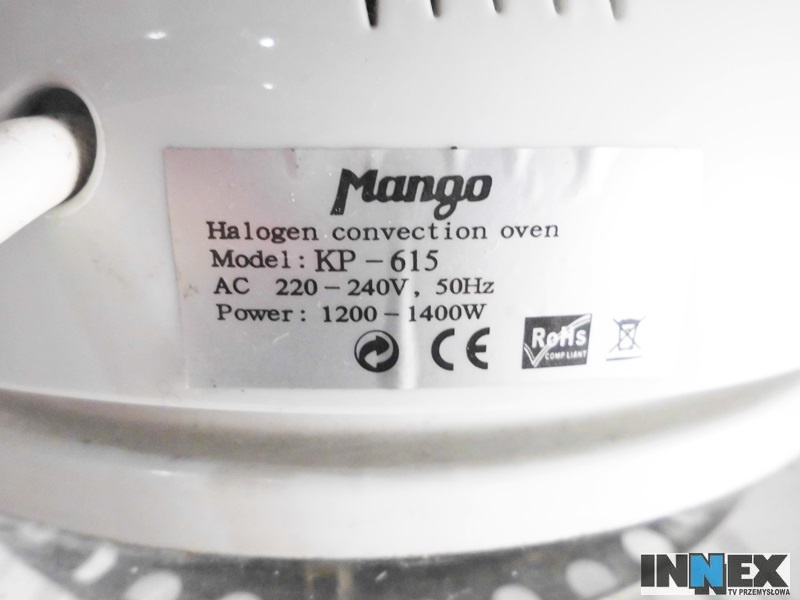 Mango
Halogen convection oven
Model: KP-615
AC 220-240V, 50Hz
Power: 1200-1400W
CE
RoHs
COMPLIANT
INNEX
TV PRZEMYSŁOWA